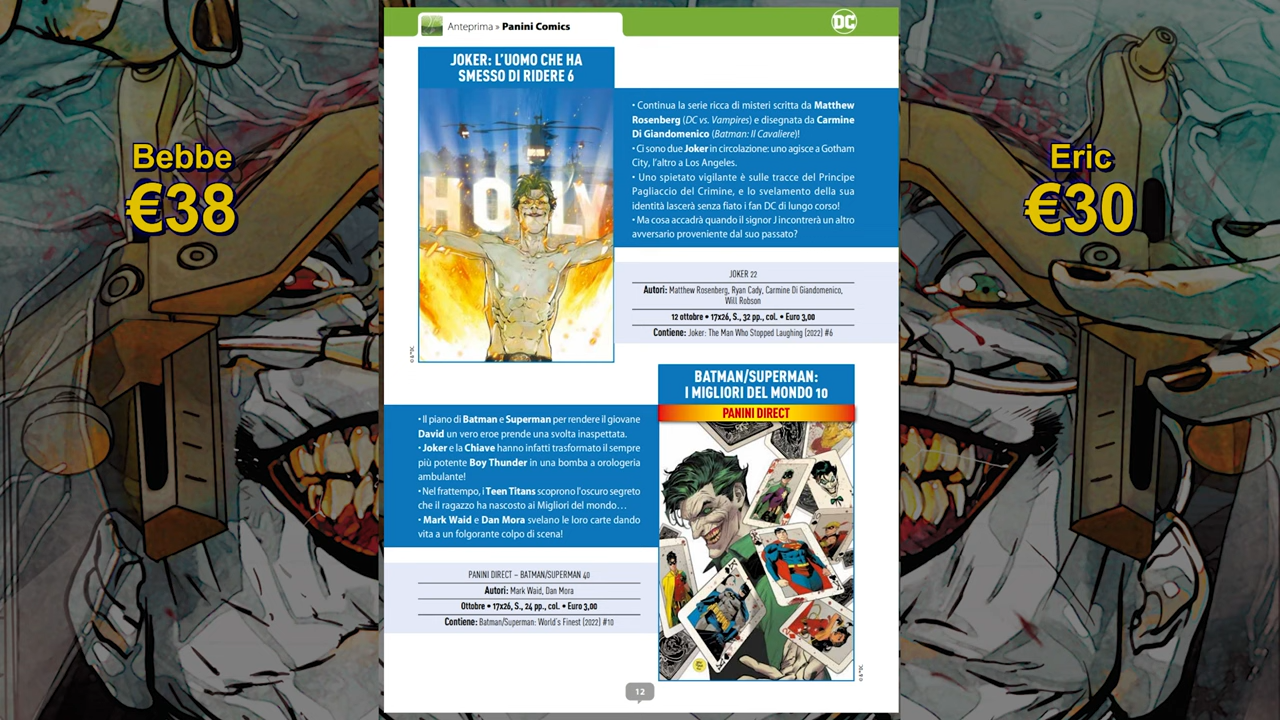 Anteprima » Panini Comics
DC
JOKER: L'UOMO CHE HA
SMESSO DI RIDERE 6
HOLLY
• Continua la serie ricca di misteri scritta da Matthew
Rosenberg (DC vs. Vampires) e disegnata da Carmine
Di Giandomenico (Batman: Il Cavaliere)!
• Ci sono due Joker in circolazione: uno agisce a Gotham
City, l'altro a Los Angeles.
• Uno spietato vigilante è sulle tracce del Principe
Pagliaccio del Crimine, e lo svelamento della sua
identità lascerà senza fiato i fan DC di lungo corso!
• Ma cosa accadrà quando il signor J incontrerà un altro
avversario proveniente dal suo passato?
JOKER 22
Autori: Matthew Rosenberg, Ryan Cady, Carmine Di Giandomenico,
Will Robson
12 ottobre • 17x26, S., 32 pp., col. • Euro 3,00
Contiene: Joker: The Man Who Stopped Laughing (2022) #6
© & ™ DC
Bebbe
€38
Eric
€30
BATMAN/SUPERMAN:
I MIGLIORI DEL MONDO 10
PANINI DIRECT
• Il piano di Batman e Superman per rendere il giovane
David un vero eroe prende una svolta inaspettata.
• Joker e la Chiave hanno infatti trasformato il sempre
più potente Boy Thunder in una bomba a orologeria
ambulante!
• Nel frattempo, i Teen Titans scoprono l'oscuro segreto
che il ragazzo ha nascosto ai Migliori del mondo…
• Mark Waid e Dan Mora svelano le loro carte dando
vita a un folgorante colpo di scena!
PANINI DIRECT – BATMAN/SUPERMAN 40
Autori: Mark Waid, Dan Mora
Ottobre • 17x26, S., 24 pp., col. • Euro 3,00
Contiene: Batman/Superman: World's Finest (2022) #10
© & ™ DC
12